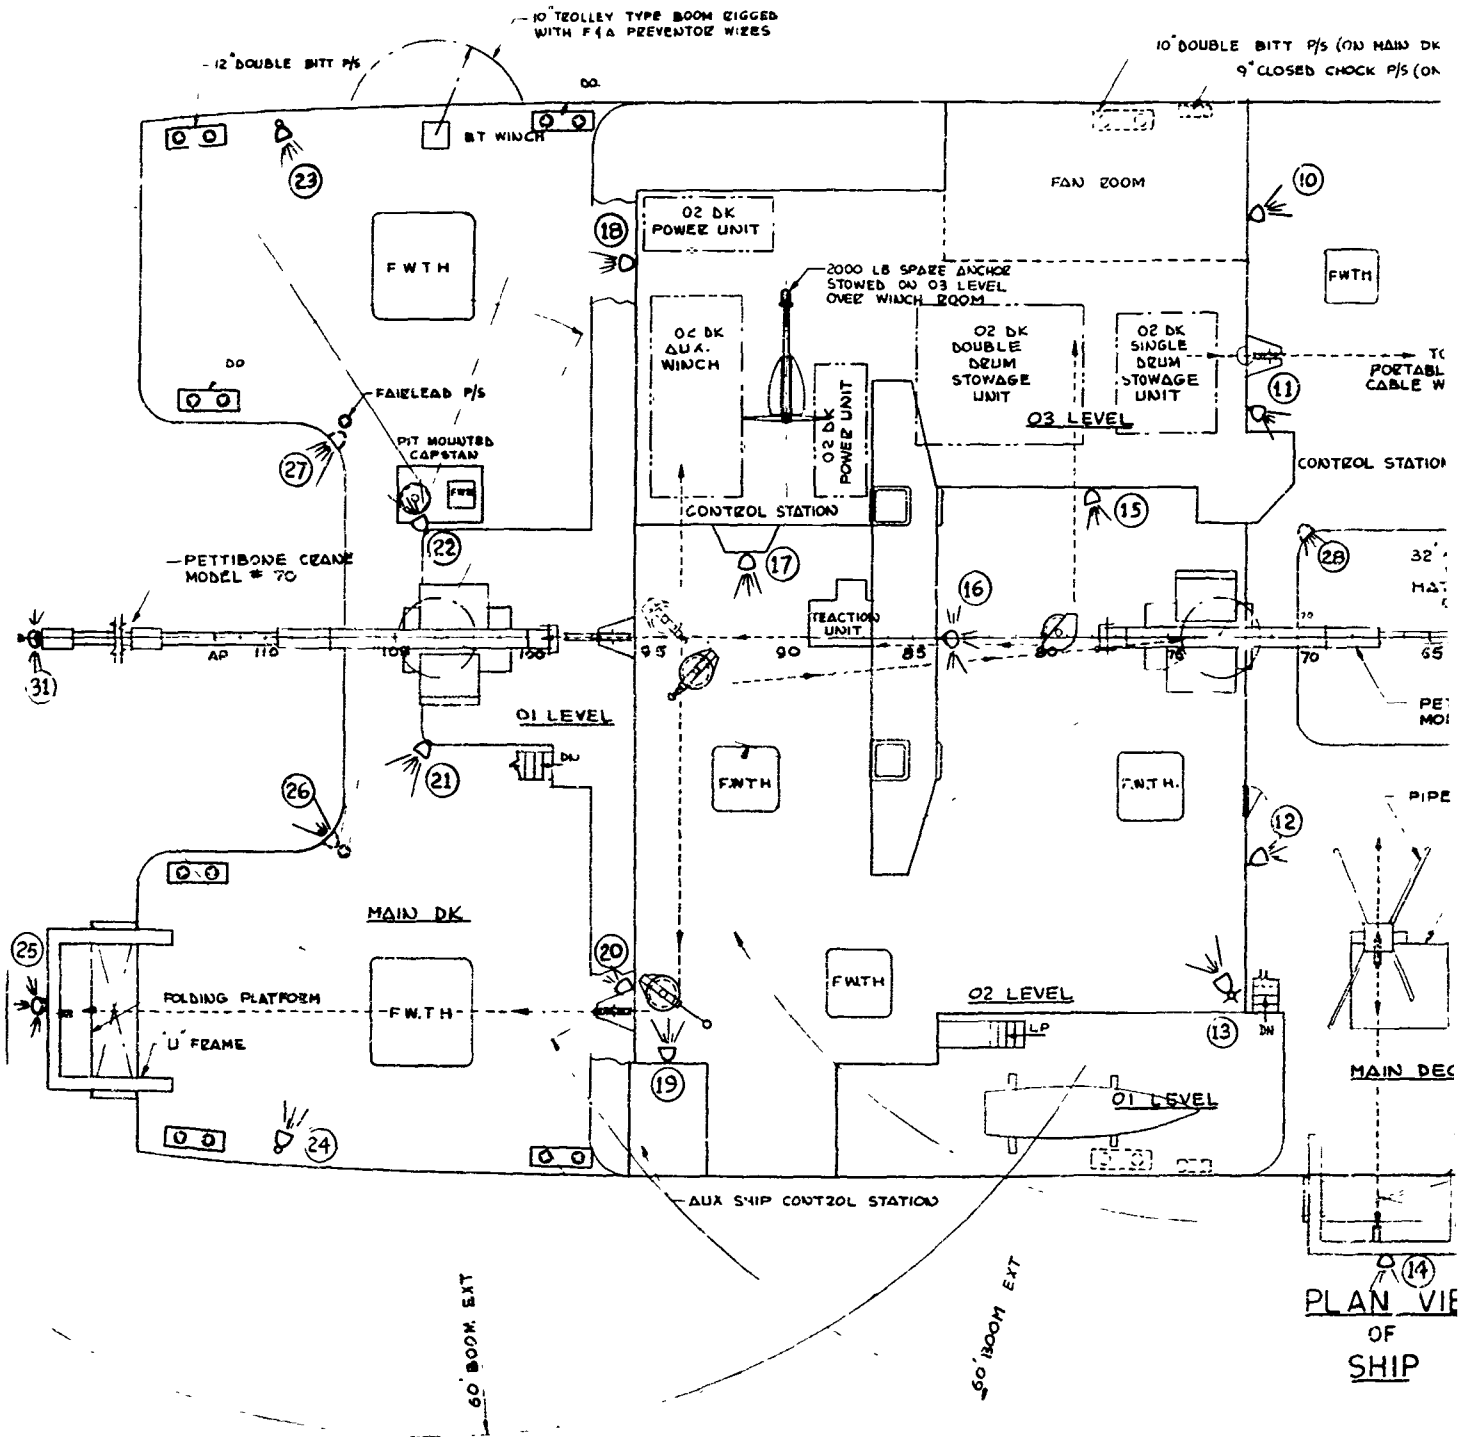 10" TROLLEY TYPE BOOM RIGGED
WITH F&A PREVENTOR WIRES
12" DOUBLE BITT P/S
DO.
10" DOUBLE BITT P/S (ON MAIN DK
9" CLOSED CHOCK P/S (ON
BT WINCH
23
FAN ROOM
10
18
02 DK
POWER UNIT
FWTH
2000 LB SPARE ANCHOR
STOWED ON 03 LEVEL
OVER WINCH ROOM
FWTH
02 DK
AUX.
WINCH
02 DK
DOUBLE
DRUM
STOWAGE
UNIT
02 DK
SINGLE
DRUM
STOWAGE
UNIT
TO
PORTABL
CABLE W
11
DO
FAIRLEAD P/S
02 DK
POWER UNIT
03 LEVEL
PIT MOUNTED
CAPSTAN
27
CONTROL STATION
CONTROL STATION
15
22
17
28
32'
PETTIBONE CRANE
MODEL # 70
16
TRACTION
UNIT
31
AP
110
105
100
95
90
85
80
75
70
65
01 LEVEL
PET
MO
21
DN
F.W.T.H
F.W.T.H.
26
12
PIPE
MAIN DK
25
20
FOLDING PLATFORM
F.W.T.H
FWTH
02 LEVEL
13
DN
"U" FRAME
19
MAIN DEC
01 LEVEL
24
AUX SHIP CONTROL STATION
14
60' BOOM EXT
60' BOOM EXT
PLAN VIE
OF
SHIP